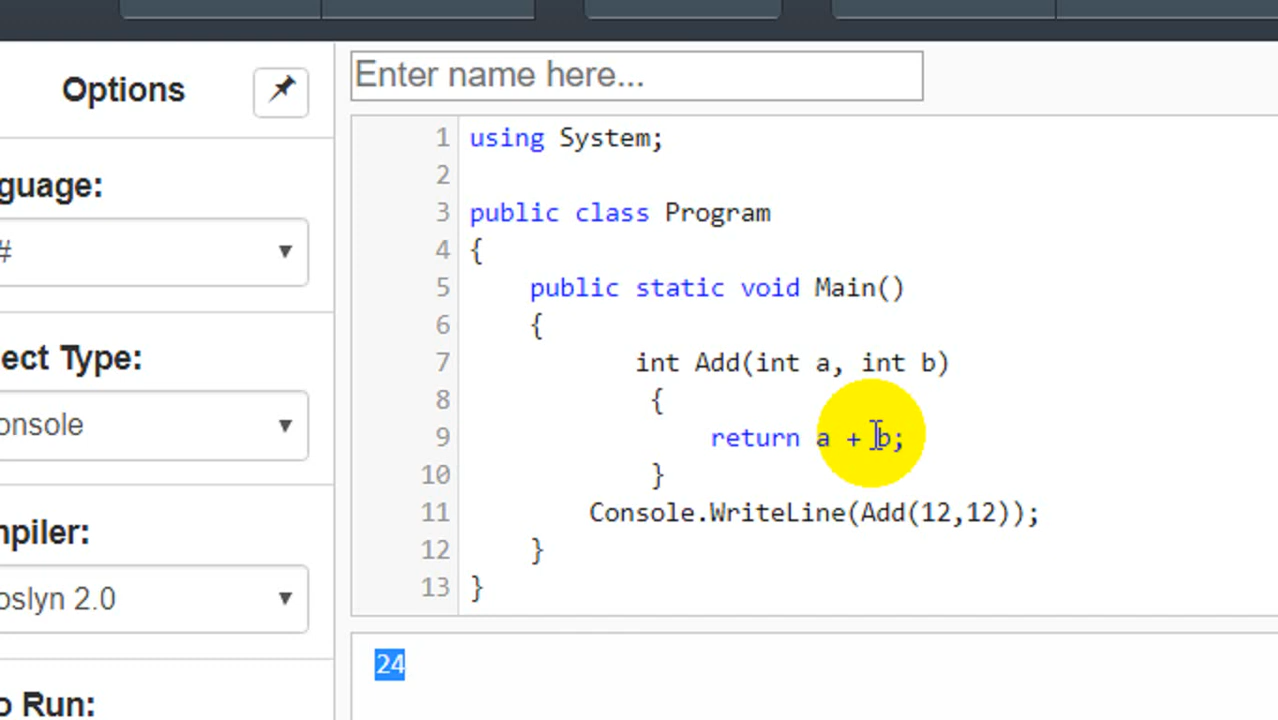 Options
Enter name here...
guage:
#
ect Type:
onsole
mpiler:
oslyn 2.0
o Run:
1 using System;
2
3 public class Program
4 {
5 public static void Main()
6 {
7 int Add(int a, int b)
8 {
9 return a + b;
10 }
11 Console.WriteLine(Add(12,12));
12 }
13 }
24